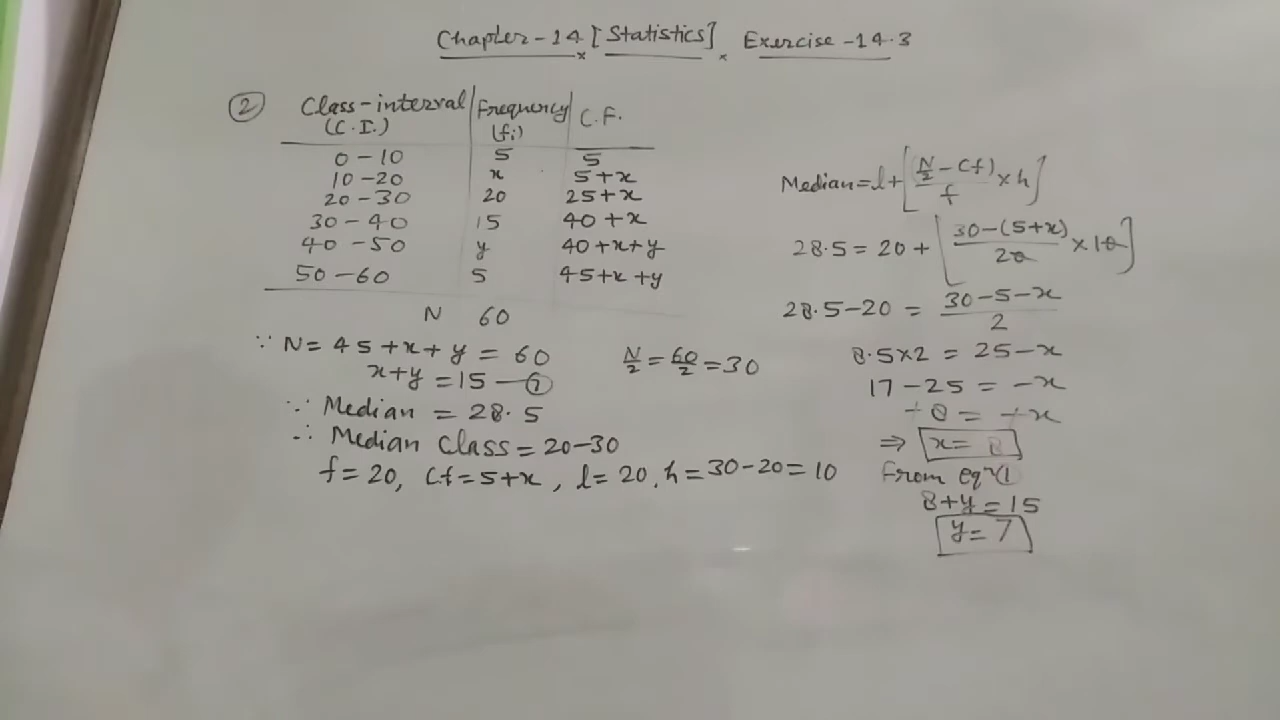 Chapter-14 [Statistics] Exercise-14.3
② Class-interval (C.I.) | Frequency (fi) | C.F.
0-10 5 5
10-20 x 5+x
20-30 20 25+x
30-40 15 40+x
40-50 y 40+x+y
50-60 5 45+x+y
N 60
∵ N = 45+x+y = 60
x+y = 15 —①
N/2 = 60/2 = 30
∵ Median = 28.5
∴ Median Class = 20-30
f = 20, Cf = 5+x, l = 20, h = 30-20 = 10
Median = l + [(N/2 - Cf)/f × h]
28.5 = 20 + [30-(5+x)/20 × 10]
28.5-20 = 30-5-x/2
8.5×2 = 25-x
17-25 = -x
-8 = -x
⇒ x = 8
From eqn(1
8+y = 15
y = 7